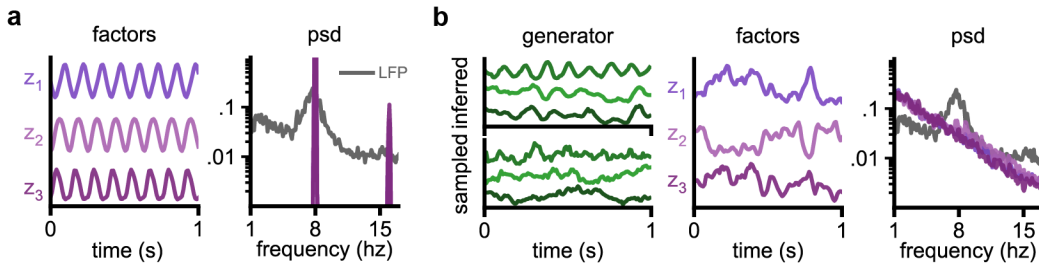 a
factors
psd
z1
z2
z3
LFP
.1
.01
0
1
time (s)
1
8
15
frequency (hz)
b
generator
factors
psd
sampled inferred
z1
z2
z3
.1
.01
0
1
time (s)
0
1
time (s)
1
8
15
frequency (hz)